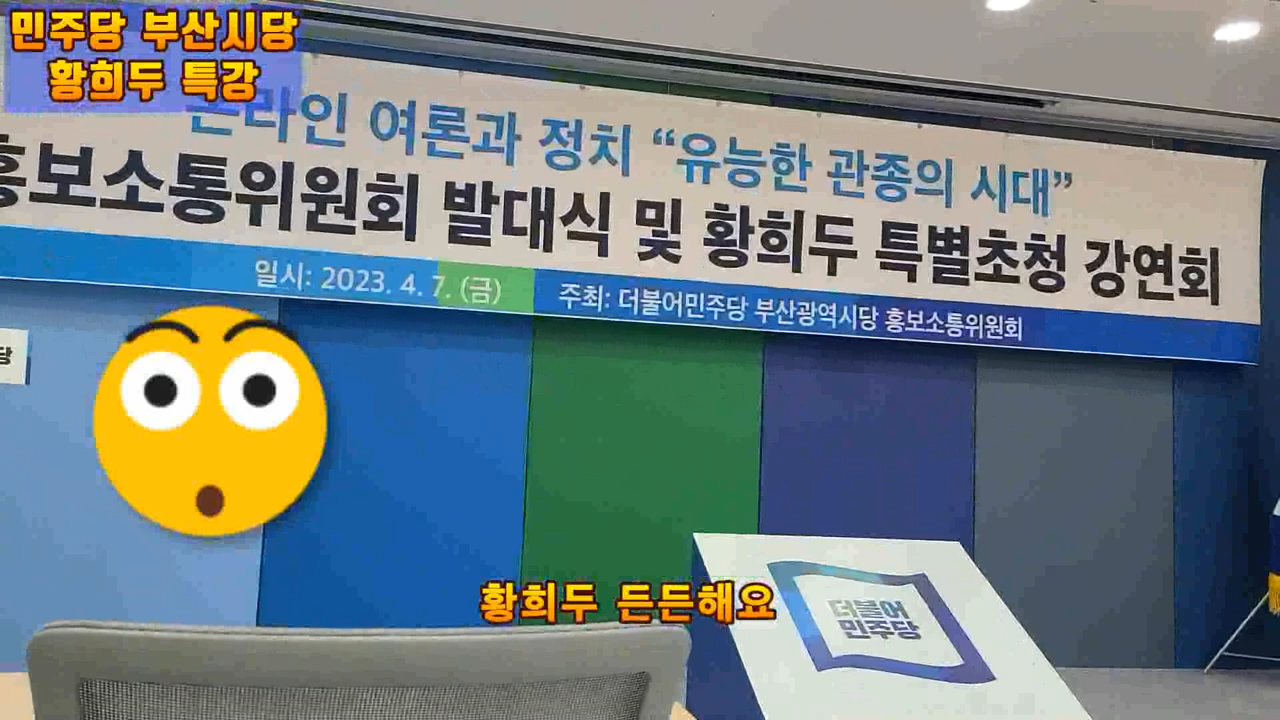 민주당 부산시당
황희두 특강
온라인 여론과 정치 “유능한 관종의 시대”
홍보소통위원회 발대식 및 황희두 특별초청 강연회
일시: 2023. 4. 7. (금)
주최: 더불어민주당 부산광역시당 홍보소통위원회
당
황희두 든든해요
더불어
민주당